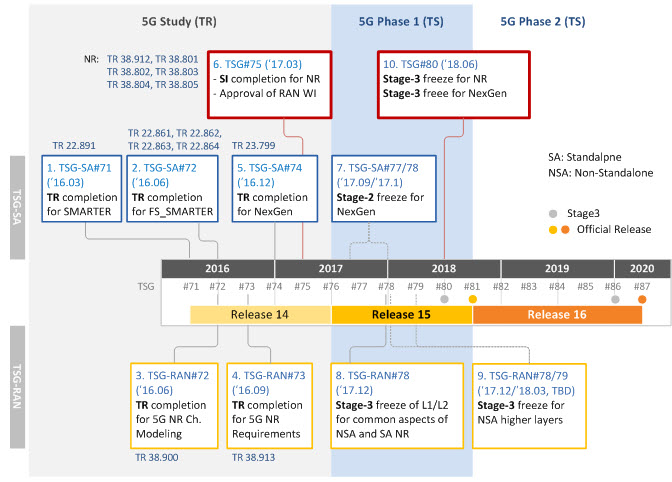 5G Study (TR)
5G Phase 1 (TS)
5G Phase 2 (TS)
NR:
TR 38.912, TR 38.801
TR 38.802, TR 38.803
TR 38.804, TR 38.805
6. TSG#75 (‘17.03)
- SI completion for NR
- Approval of RAN WI
10. TSG#80 (‘18.06)
Stage-3 freeze for NR
Stage-3 freee for NexGen
TR 22.891
TR 22.861, TR 22.862,
TR 22.863, TR 22.864
TR 23.799
TSG-SA
1. TSG-SA#71
(‘16.03)
TR completion
for SMARTER
2. TSG-SA#72
(‘16.06)
TR completion
for FS_SMARTER
5. TSG-SA#74
(‘16.12)
TR completion
for NexGen
7. TSG-SA#77/78
(‘17.09/‘17.1)
Stage-2 freeze for
NexGen
SA: Standalpne
NSA: Non-Standalone
Stage3
Official Release
2016
2017
2018
2019
2020
TSG
#71
#72
#73
#74
#75
#76
#77
#78
#79
#80
#81
#82
#83
#84
#85
#86
#87
Release 14
Release 15
Release 16
TSG-RAN
3. TSG-RAN#72
(‘16.06)
TR completion
for 5G NR Ch.
Modeling
4. TSG-RAN#73
(‘16.09)
TR completion
for 5G NR
Requirements
8. TSG-RAN#78
(‘17.12)
Stage-3 freeze of L1/L2
for common aspects of
NSA and SA NR
9. TSG-RAN#78/79
(‘17.12/‘18.03, TBD)
Stage-3 freeze for
NSA higher layers
TR 38.900
TR 38.913